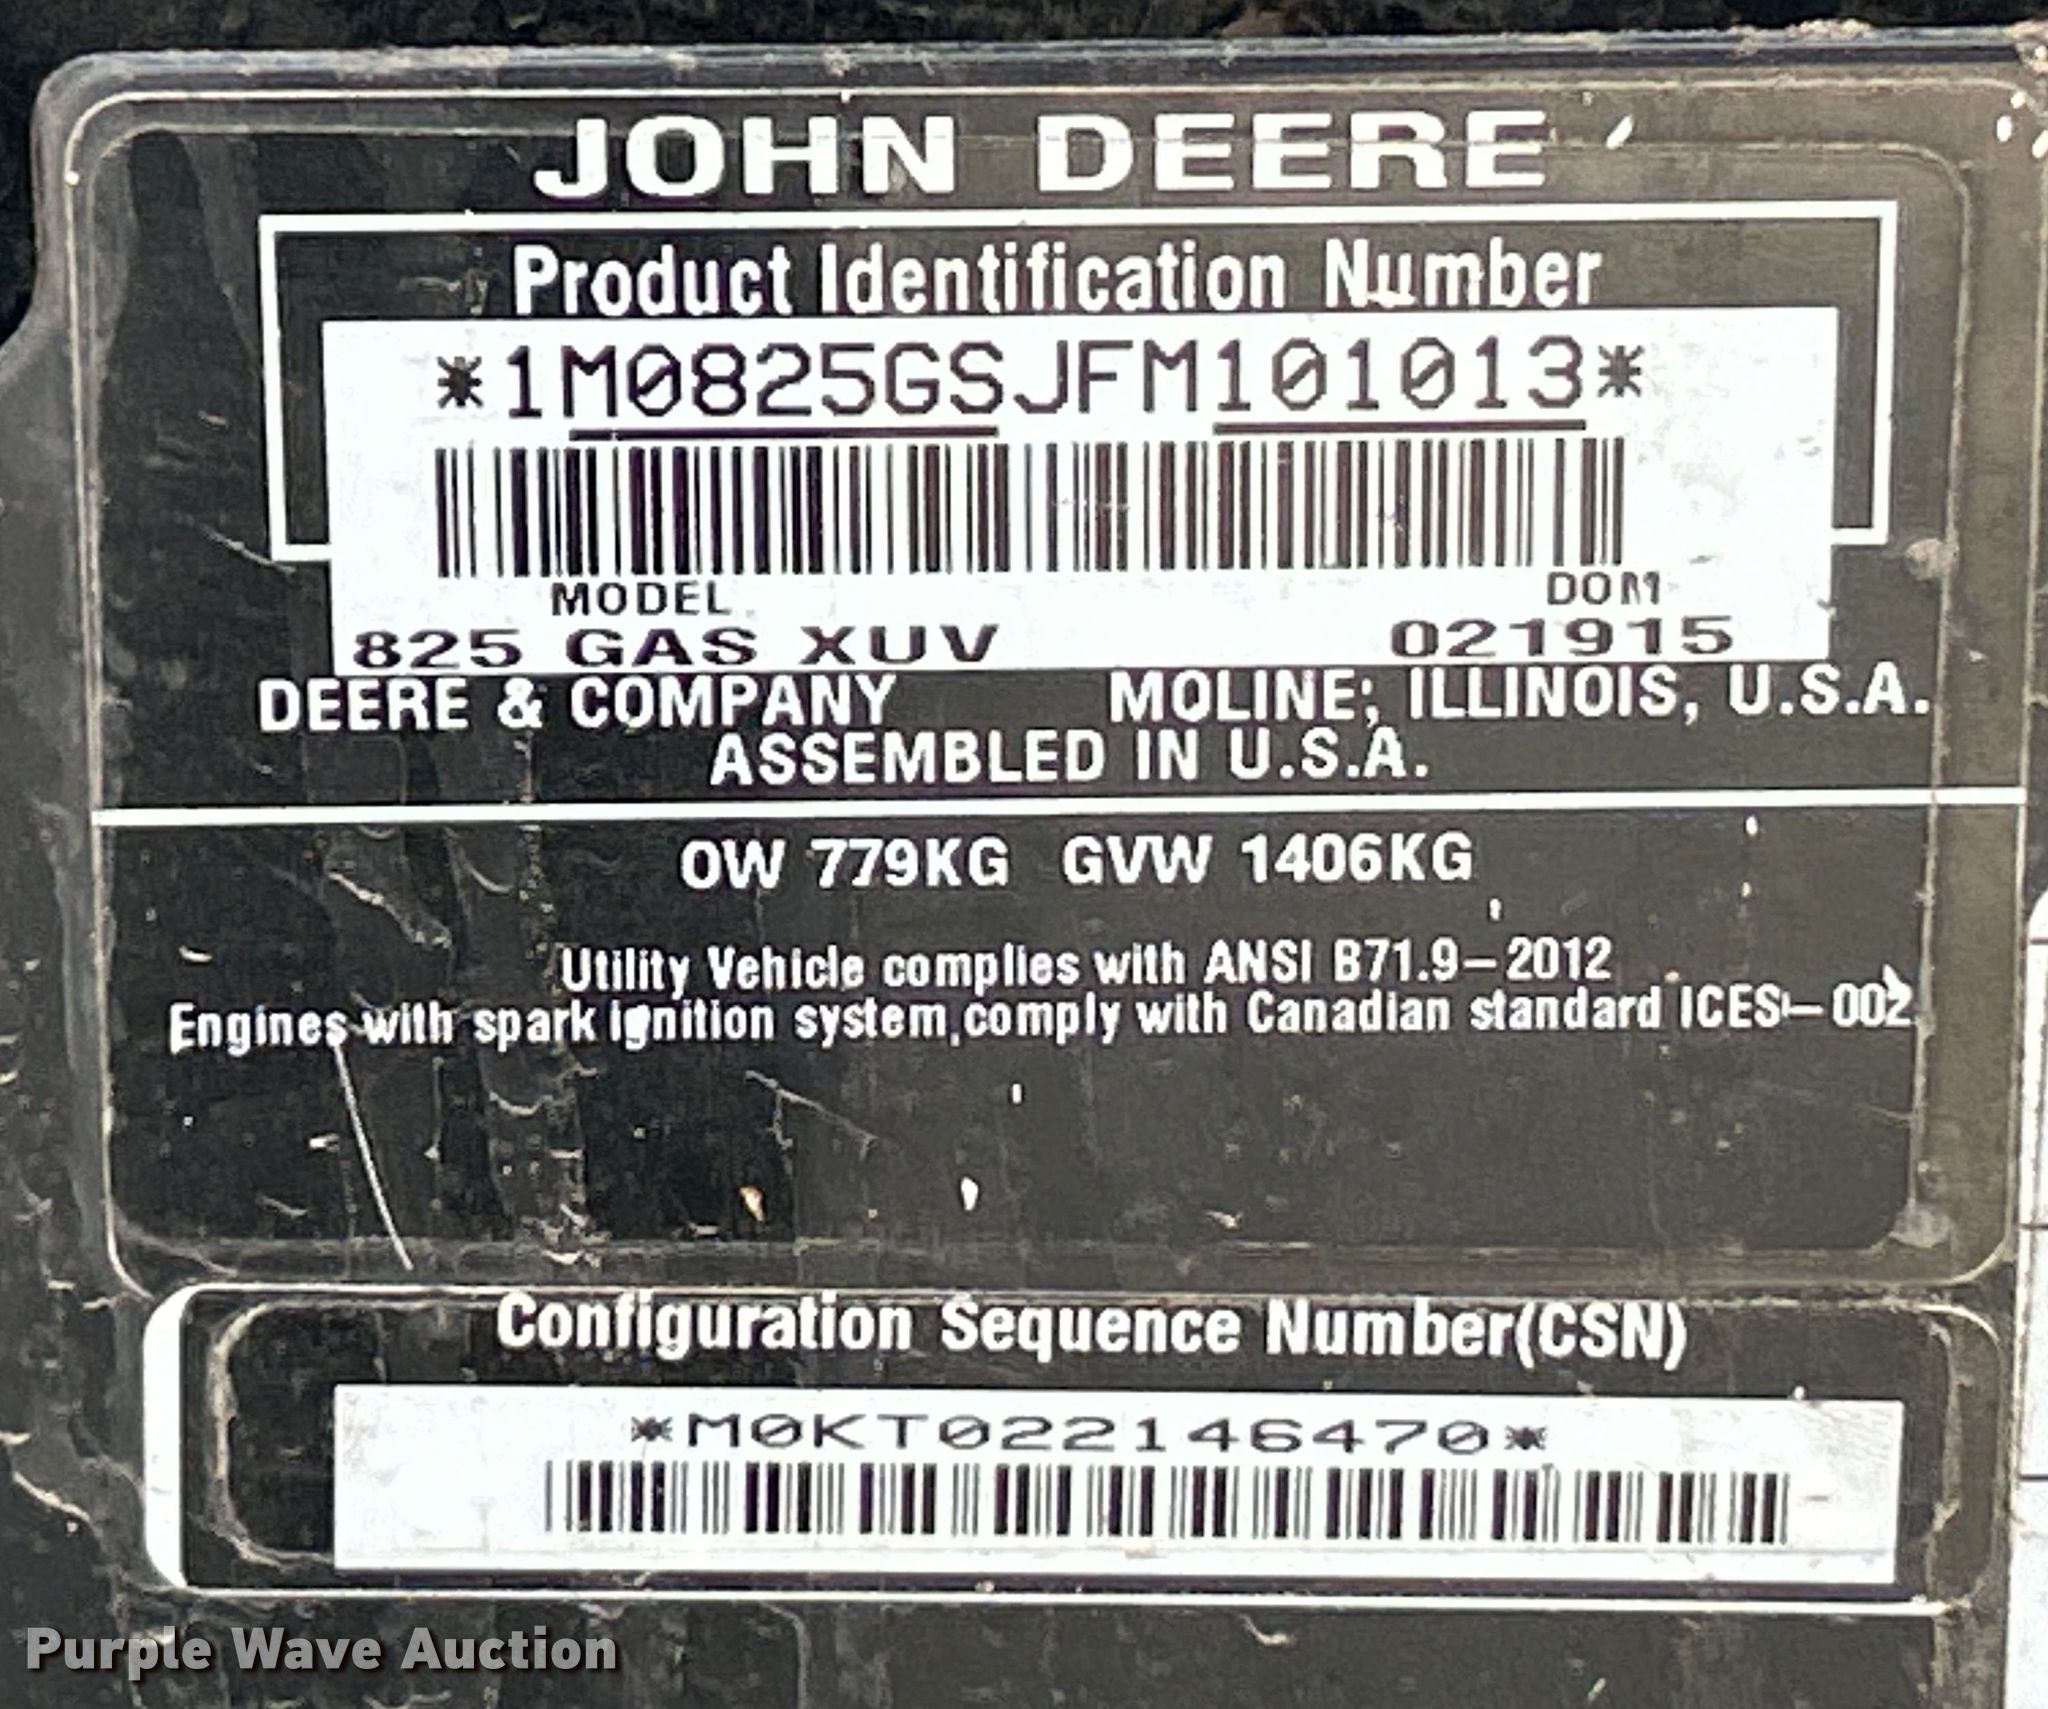 JOHN DEERE
Product Identification Number
*1M0825GSJFM101013*
MODEL DOM
825 GAS XUV 021915
DEERE & COMPANY MOLINE, ILLINOIS, U.S.A.
ASSEMBLED IN U.S.A.
OW 779KG GVW 1406KG
Utility Vehicle complies with ANSI B71.9-2012
Engines with spark ignition system,comply with Canadian standard ICES-002
Configuration Sequence Number(CSN)
*M0KT022146470*
Purple Wave Auction